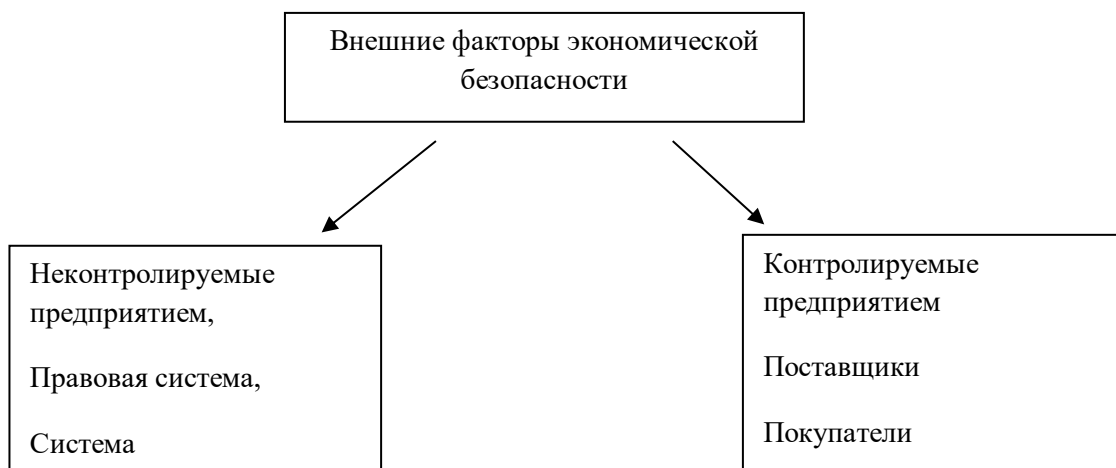 Внешние факторы экономической
безопасности
Неконтролируемые
предприятием,
Правовая система,
Система
Контролируемые
предприятием
Поставщики
Покупатели